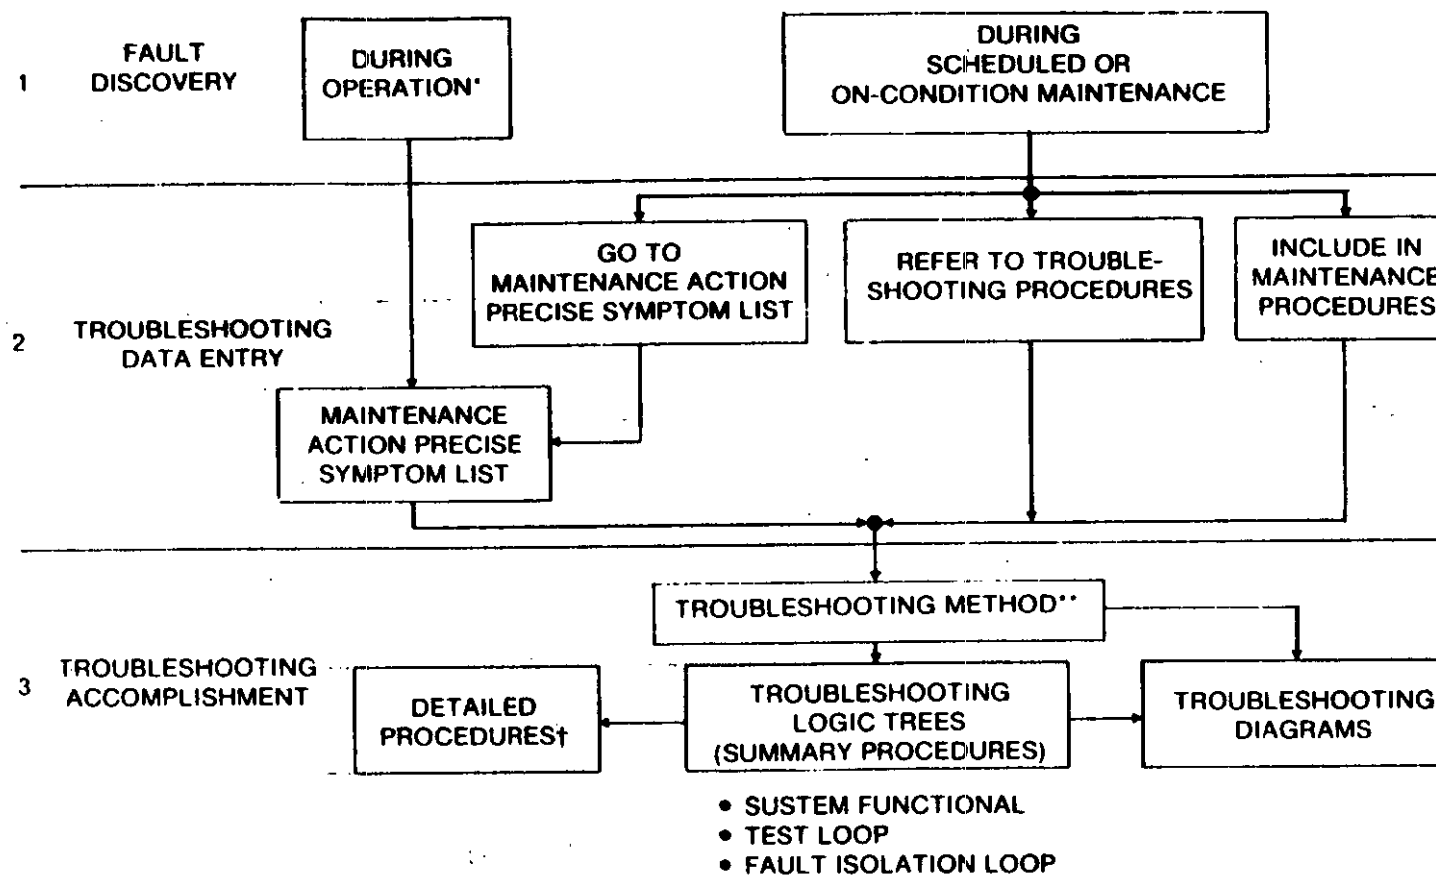 1
FAULT
DISCOVERY
DURING
OPERATION*
DURING
SCHEDULED OR
ON-CONDITION MAINTENANCE
2
TROUBLESHOOTING
DATA ENTRY
GO TO
MAINTENANCE ACTION
PRECISE SYMPTOM LIST
REFER TO TROUBLE-
SHOOTING PROCEDURES
INCLUDE IN
MAINTENANCE
PROCEDURES
MAINTENANCE
ACTION PRECISE
SYMPTOM LIST
3
TROUBLESHOOTING
ACCOMPLISHMENT
TROUBLESHOOTING METHOD**
DETAILED
PROCEDURES†
TROUBLESHOOTING
LOGIC TREES
(SUMMARY PROCEDURES)
TROUBLESHOOTING
DIAGRAMS
• SUSTEM FUNCTIONAL
• TEST LOOP
• FAULT ISOLATION LOOP